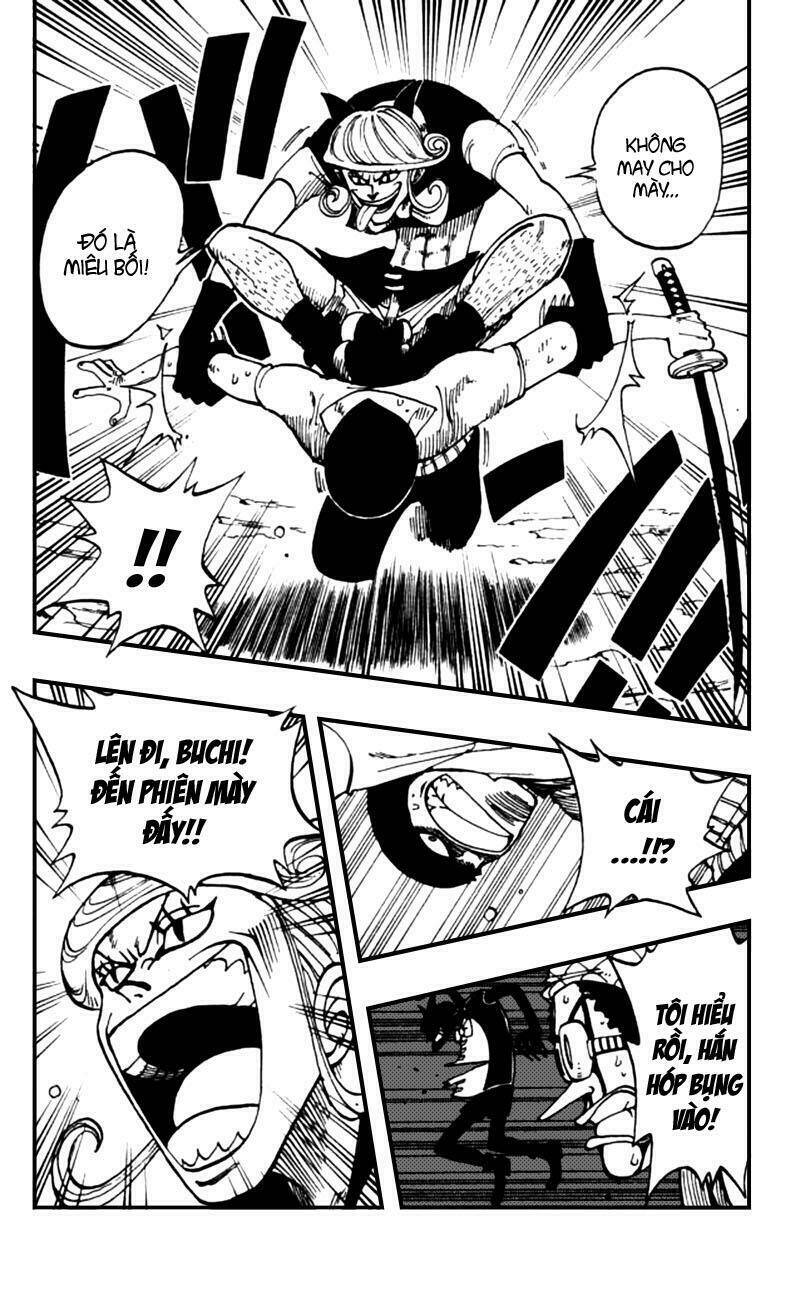 KHÔNG
MAY CHO
MÀY...
ĐÓ LÀ
MIÊU BỐI!
!!
CÁI
...!!?
LÊN ĐI, BUCHI!
ĐẾN PHIÊN MÀY
ĐẤY!!
TÔI HIỂU
RỒI, HẮN
HÓP BỤNG
VÀO!